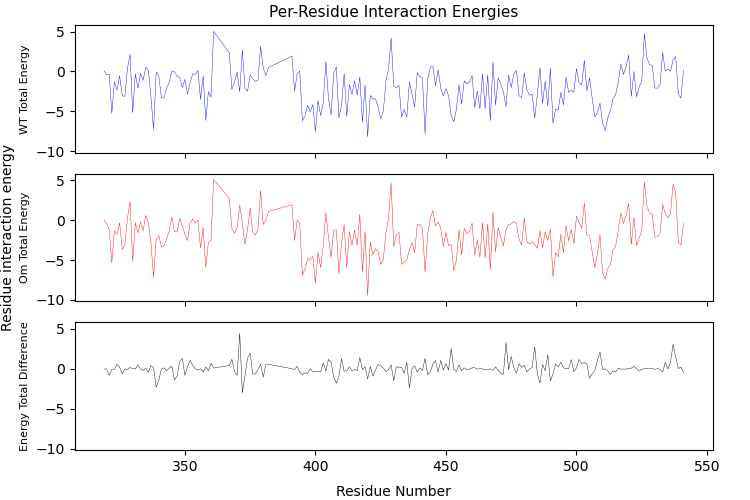 Per-Residue Interaction Energies
Residue interaction energy
WT Total Energy
5
0
−5
−10
Om Total Energy
5
0
−5
−10
Energy Total Difference
5
0
−5
−10
350
400
450
500
550
Residue Number